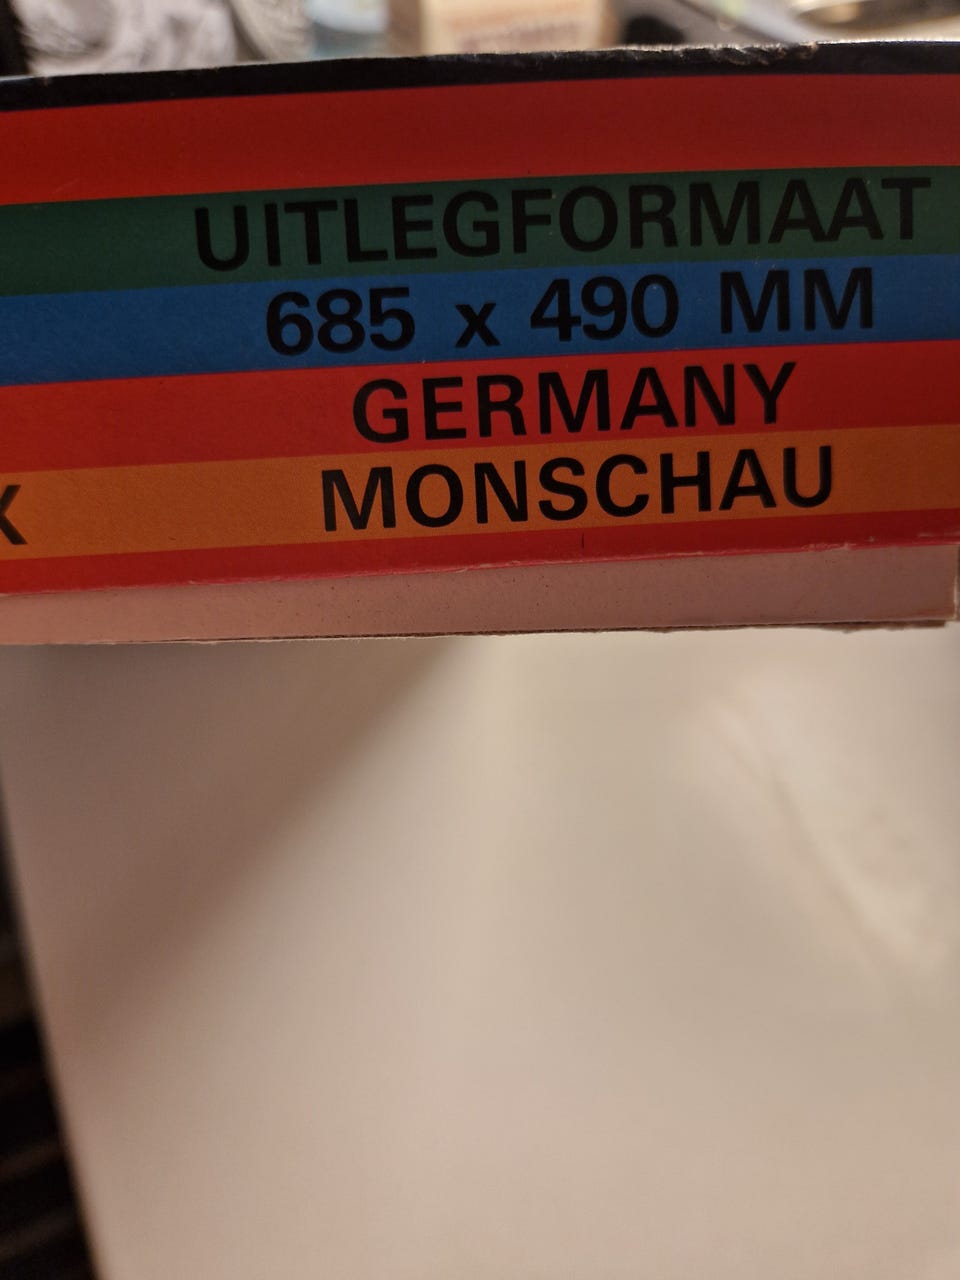 UITLEGFORMAAT
685 x 490 MM
GERMANY
X MONSCHAU